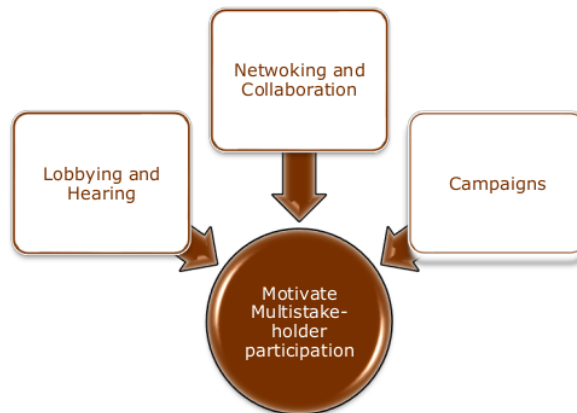 Netwoking and
Collaboration
Lobbying and
Hearing
Campaigns
Motivate
Multistake-
holder
participation